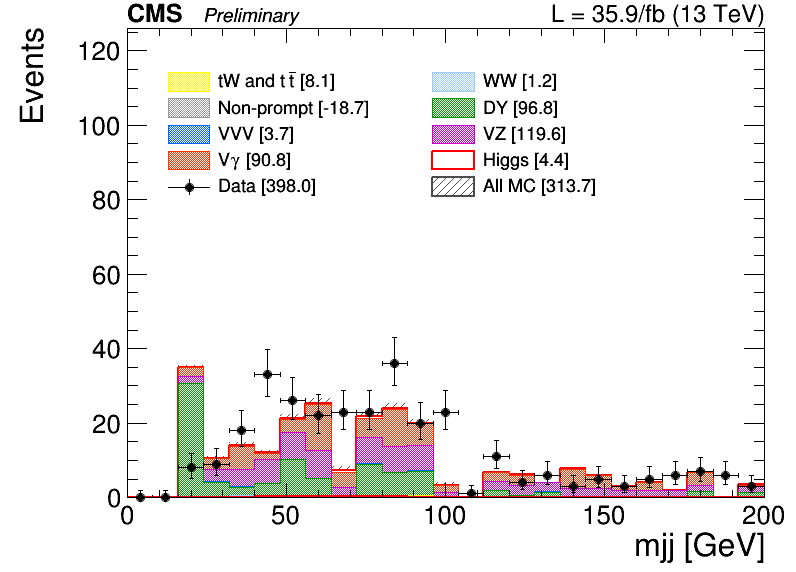 CMS Preliminary L = 35.9/fb (13 TeV)
Events
120
100
80
60
40
20
0
tW and t t̄ [8.1]
Non-prompt [-18.7]
VVV [3.7]
Vγ [90.8]
Data [398.0]
WW [1.2]
DY [96.8]
VZ [119.6]
Higgs [4.4]
All MC [313.7]
0 50 100 150 200
mjj [GeV]